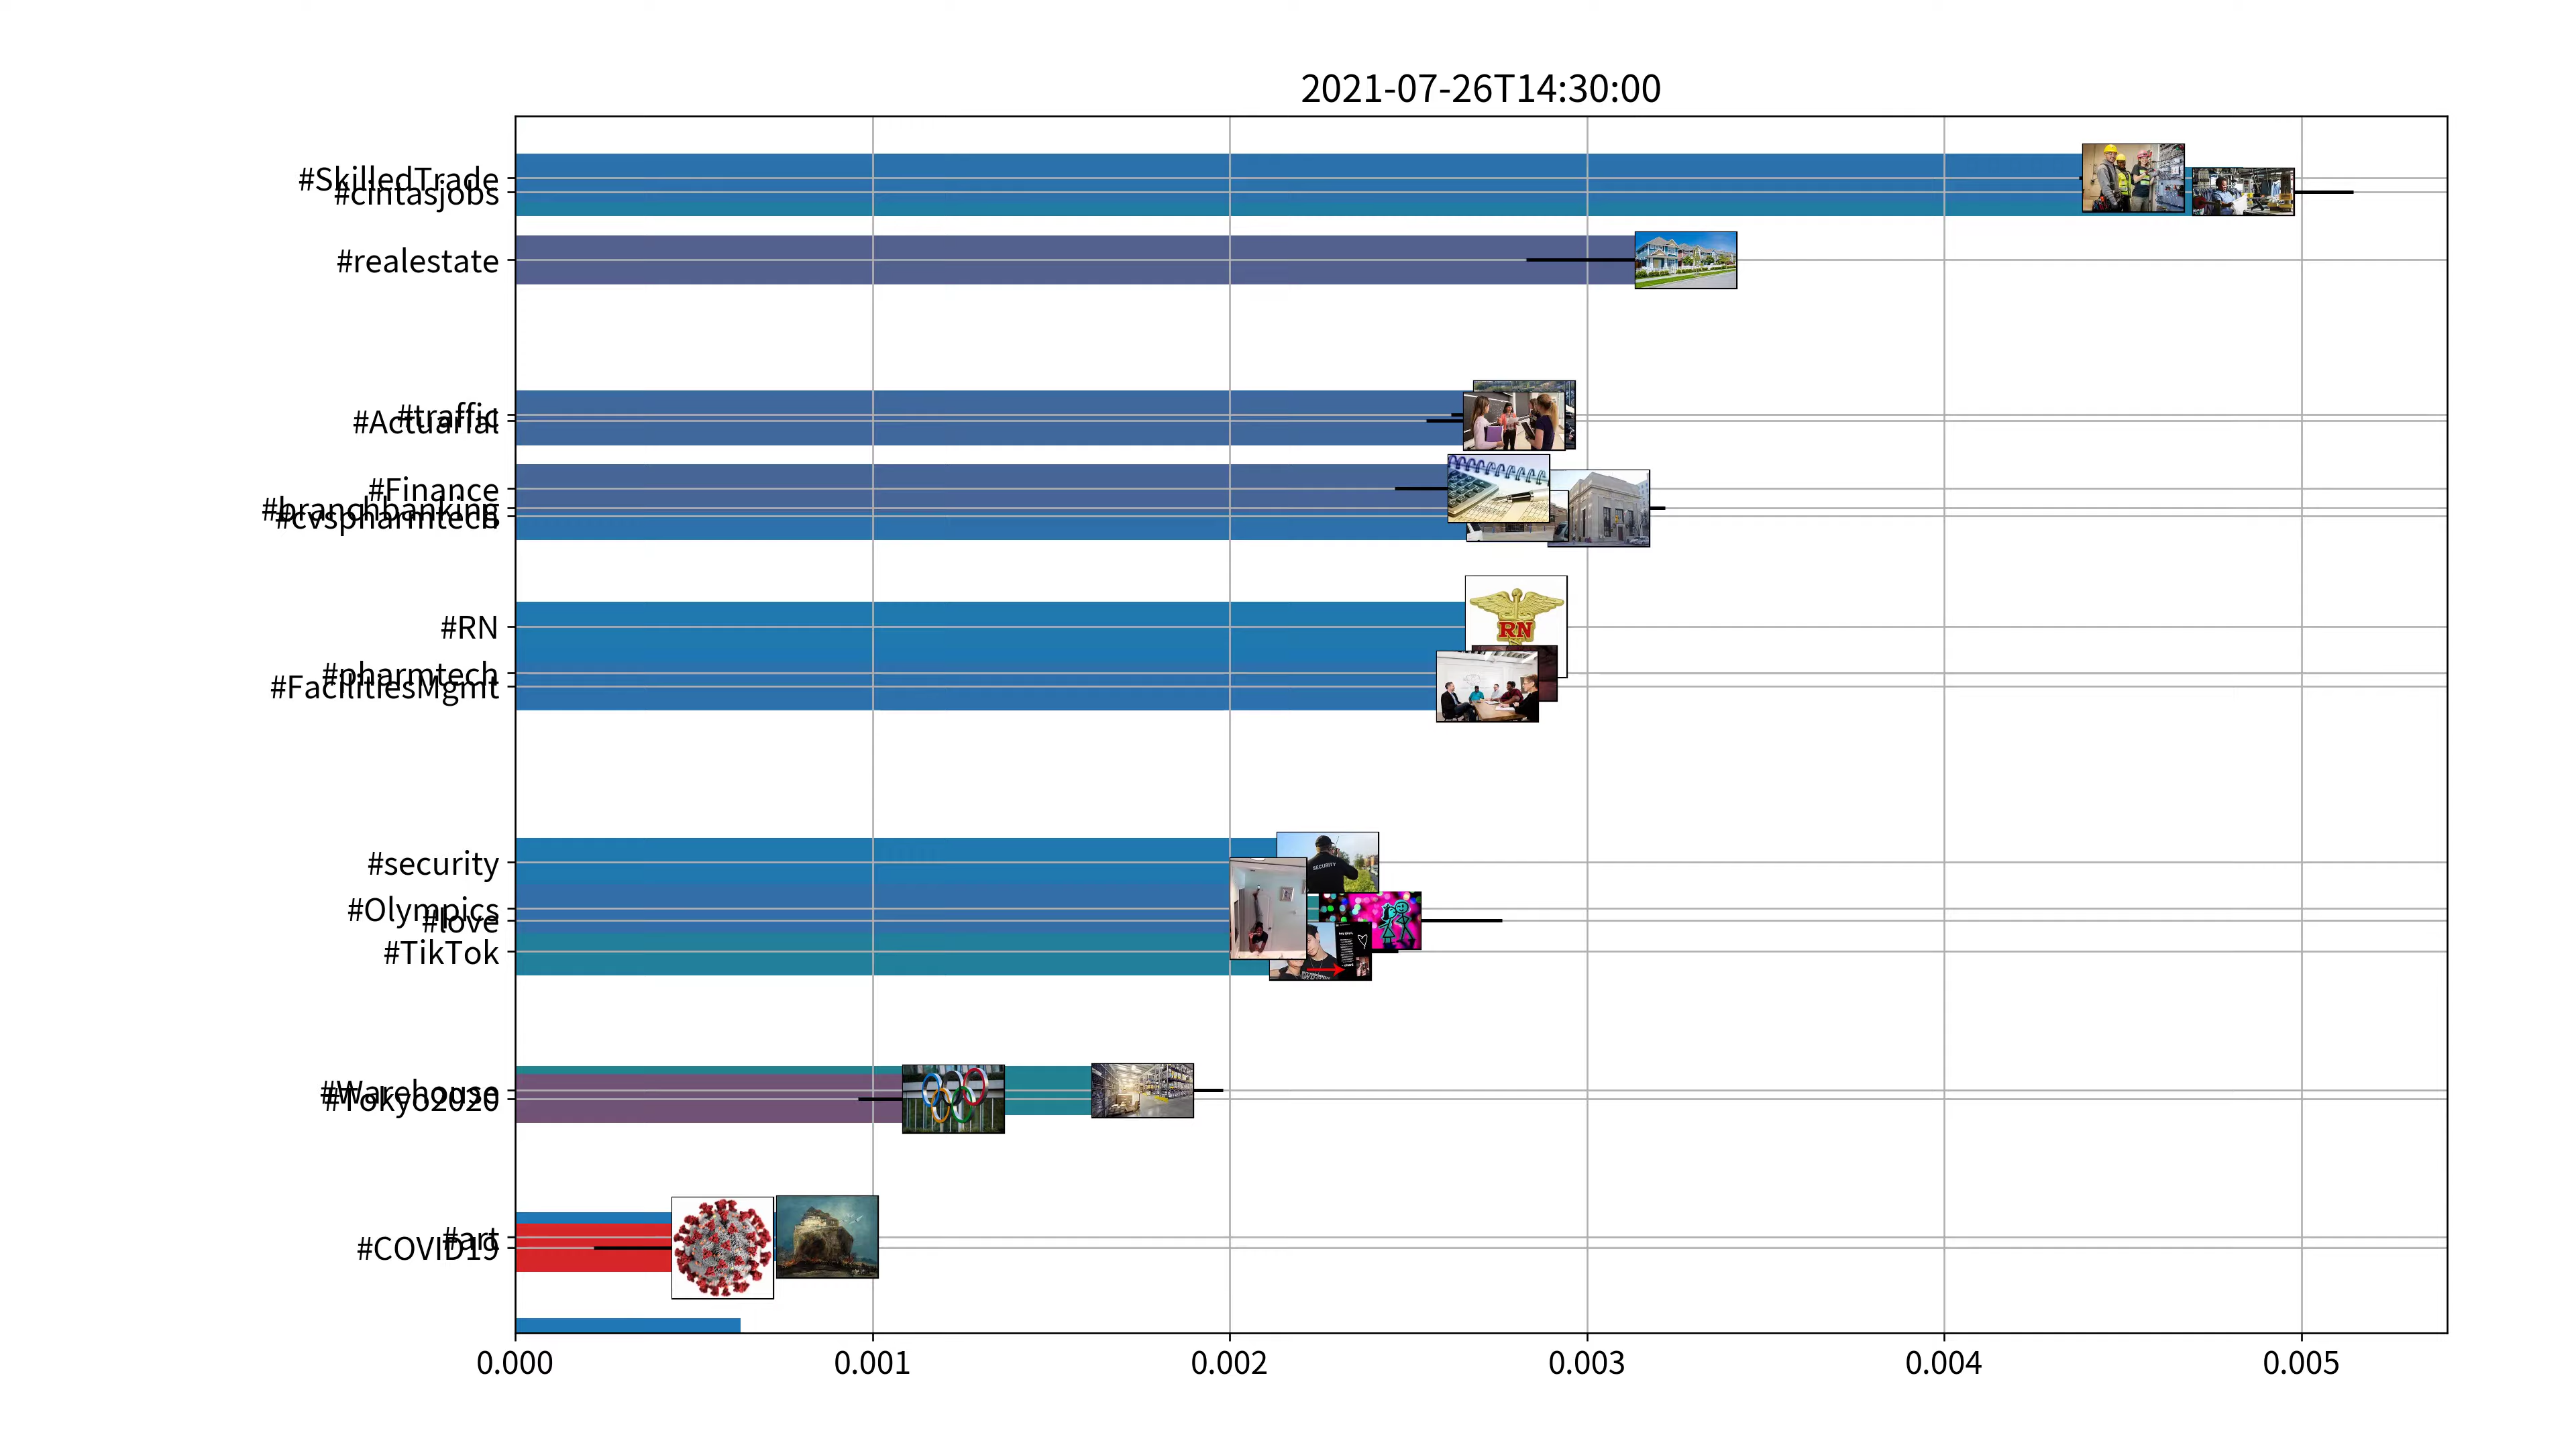 2021-07-26T14:30:00
#SkilledTrade
#cintasjobs
#realestate
#traffic
#Actuarial
#Finance
#branchbanking
#cvspharmtech
#RN
RN
#pharmtech
#FacilitiesMgmt
#security
SECURITY
#Olympics
#love
#TikTok
#Warehouse
#Tokyo2020
#art
#COVID19
0.000 0.001 0.002 0.003 0.004 0.005